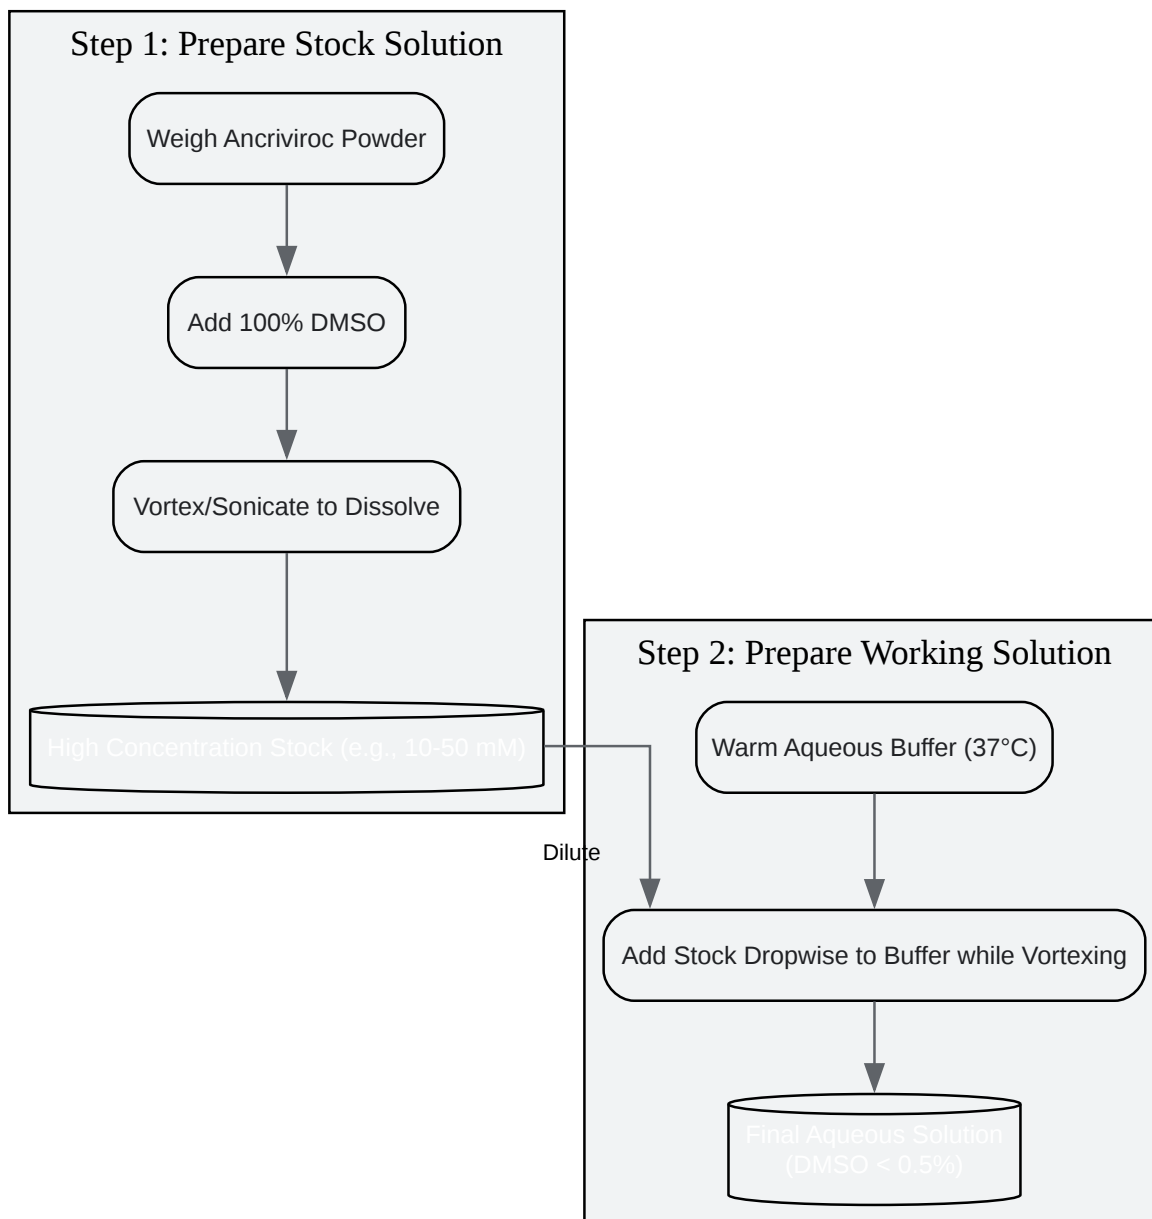 Step 1: Prepare Stock Solution
Weigh Ancriviroc Powder
Add 100% DMSO
Vortex/Sonicate to Dissolve
High Concentration Stock (e.g., 10-50 mM)
Dilute
Step 2: Prepare Working Solution
Warm Aqueous Buffer (37°C)
Add Stock Dropwise to Buffer while Vortexing
Final Aqueous Solution
(DMSO < 0.5%)